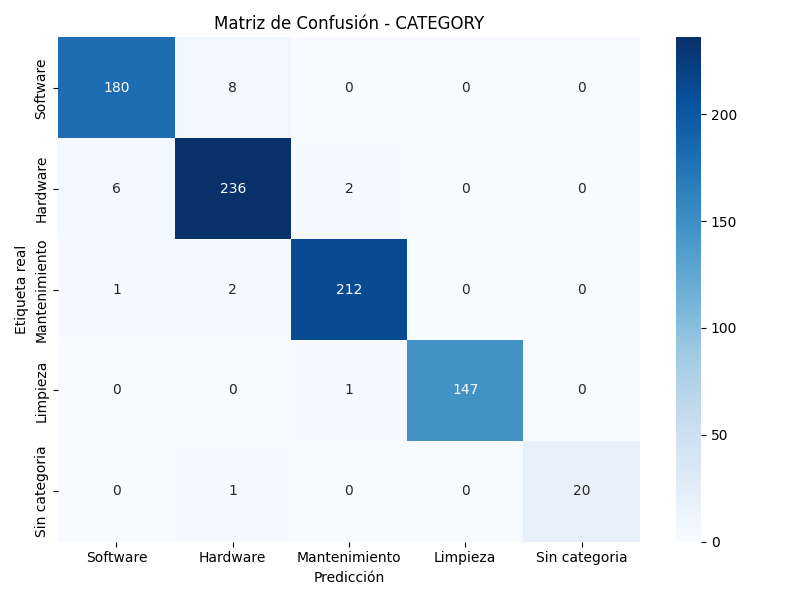 Matriz de Confusión - CATEGORY
Etiqueta real
Software
180 8 0 0 0
Hardware
6 236 2 0 0
Mantenimiento
1 2 212 0 0
Limpieza
0 0 1 147 0
Sin categoria
0 1 0 0 20
Software Hardware Mantenimiento Limpieza Sin categoria
Predicción
200
150
100
50
0